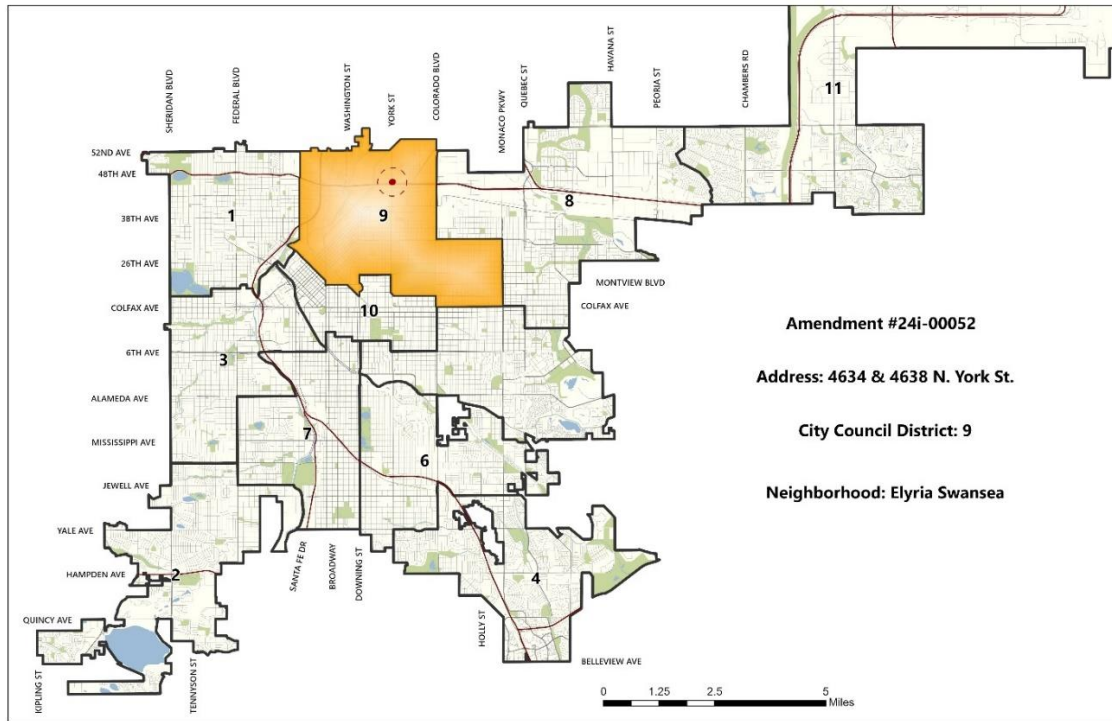 SHERIDAN BLVD
FEDERAL BLVD
WASHINGTON ST
YORK ST
COLORADO BLVD
MONACO PKWY
QUEBEC ST
HAVANA ST
PEORIA ST
CHAMBERS RD
11
52ND AVE
48TH AVE
1
9
8
38TH AVE
26TH AVE
MONTVIEW BLVD
COLFAX AVE
COLFAX AVE
10
Amendment #24i-00052
6TH AVE
3
Address: 4634 & 4638 N. York St.
ALAMEDA AVE
7
City Council District: 9
MISSISSIPPI AVE
6
JEWELL AVE
Neighborhood: Elyria Swansea
YALE AVE
HAMPDEN AVE
2
SANTA FE DR
BROADWAY
DOWNING ST
4
QUINCY AVE
HOLLY ST
BELLEVIEW AVE
KIPLING ST
TENNYSON ST
0 1.25 2.5 5
Miles